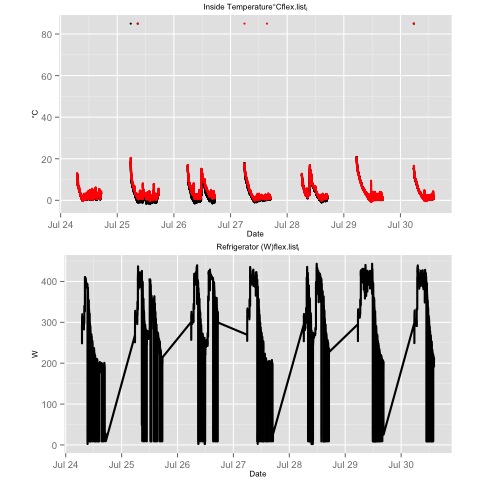 Inside Temperature°Cflex.listi
80
60
40
20
0
°C
Jul 24 Jul 25 Jul 26 Jul 27 Jul 28 Jul 29 Jul 30
Date
Refrigerator (W)flex.listi
400
300
200
100
0
W
Jul 24 Jul 25 Jul 26 Jul 27 Jul 28 Jul 29 Jul 30
Date